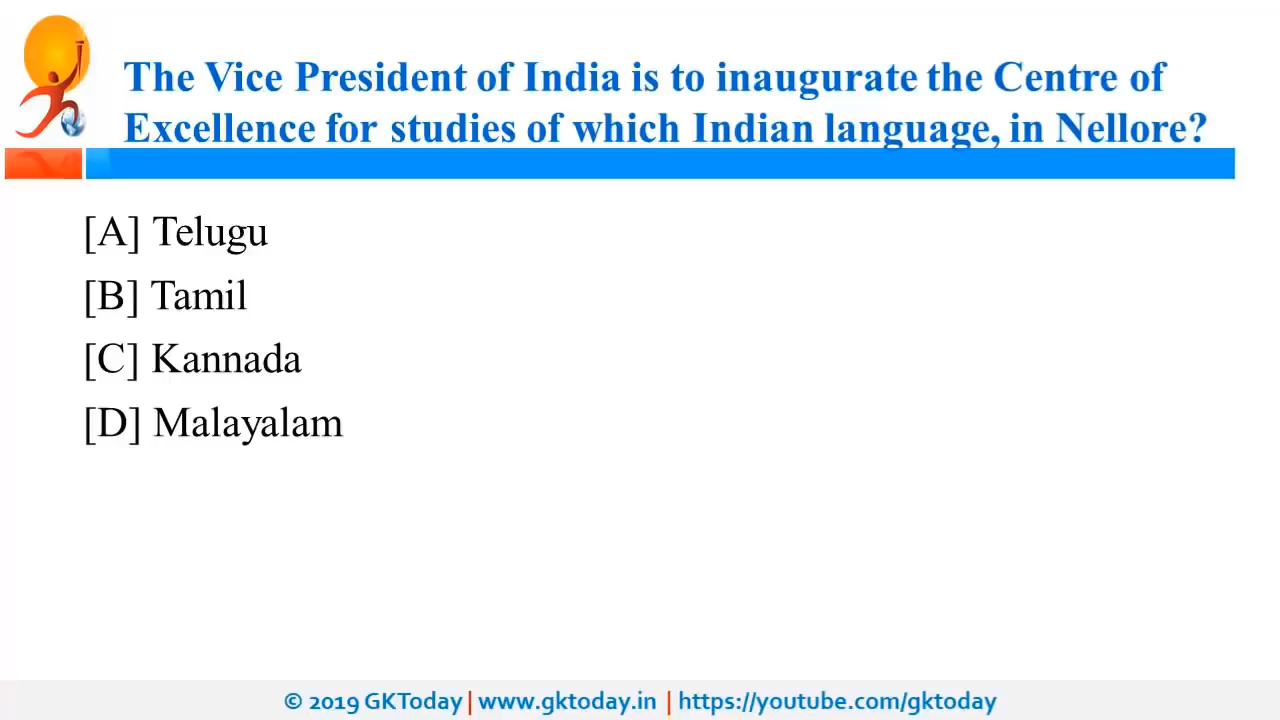 The Vice President of India is to inaugurate the Centre of
Excellence for studies of which Indian language, in Nellore?
[A] Telugu
[B] Tamil
[C] Kannada
[D] Malayalam
© 2019 GKToday | www.gktoday.in | https://youtube.com/gktoday